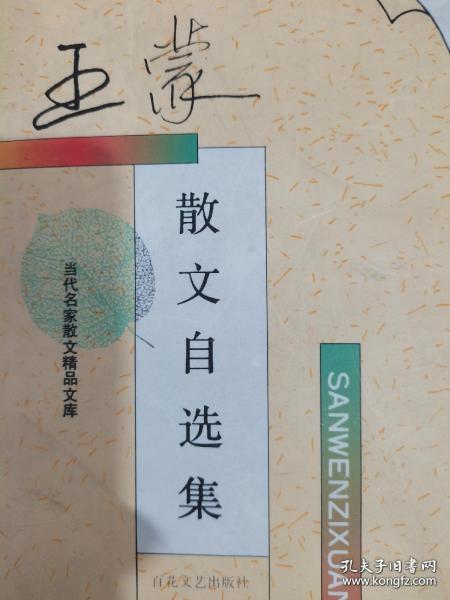 王蒙
散文自选集
当代名家散文精品文库
SANWENZIXUAN
百花文艺出版社
孔夫子旧书网
www.kongfz.com